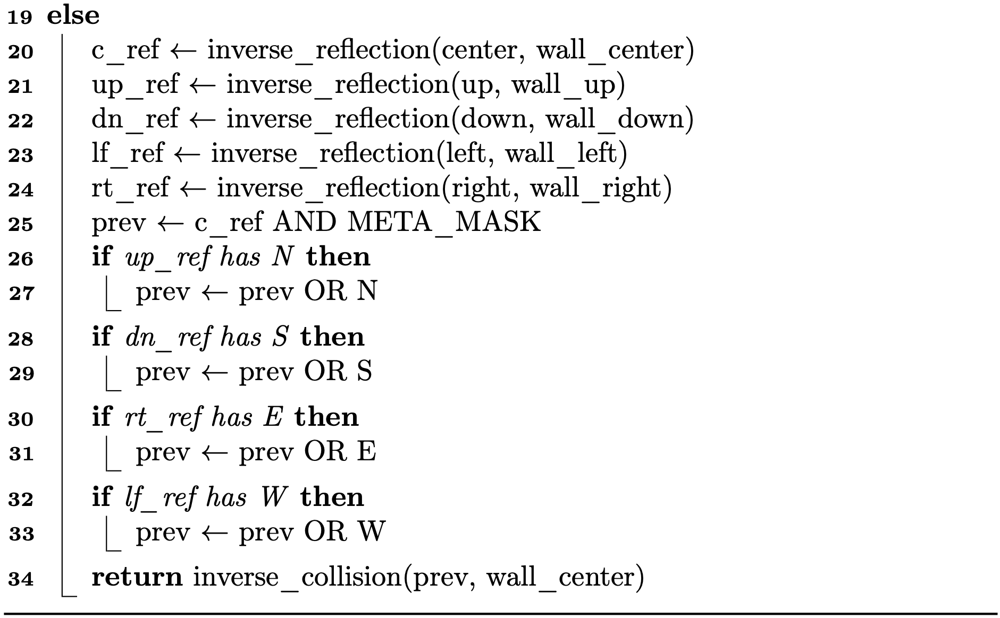 19 else
20 c_ref ← inverse_reflection(center, wall_center)
21 up_ref ← inverse_reflection(up, wall_up)
22 dn_ref ← inverse_reflection(down, wall_down)
23 lf_ref ← inverse_reflection(left, wall_left)
24 rt_ref ← inverse_reflection(right, wall_right)
25 prev ← c_ref AND META_MASK
26 if up_ref has N then
27 prev ← prev OR N
28 if dn_ref has S then
29 prev ← prev OR S
30 if rt_ref has E then
31 prev ← prev OR E
32 if lf_ref has W then
33 prev ← prev OR W
34 return inverse_collision(prev, wall_center)